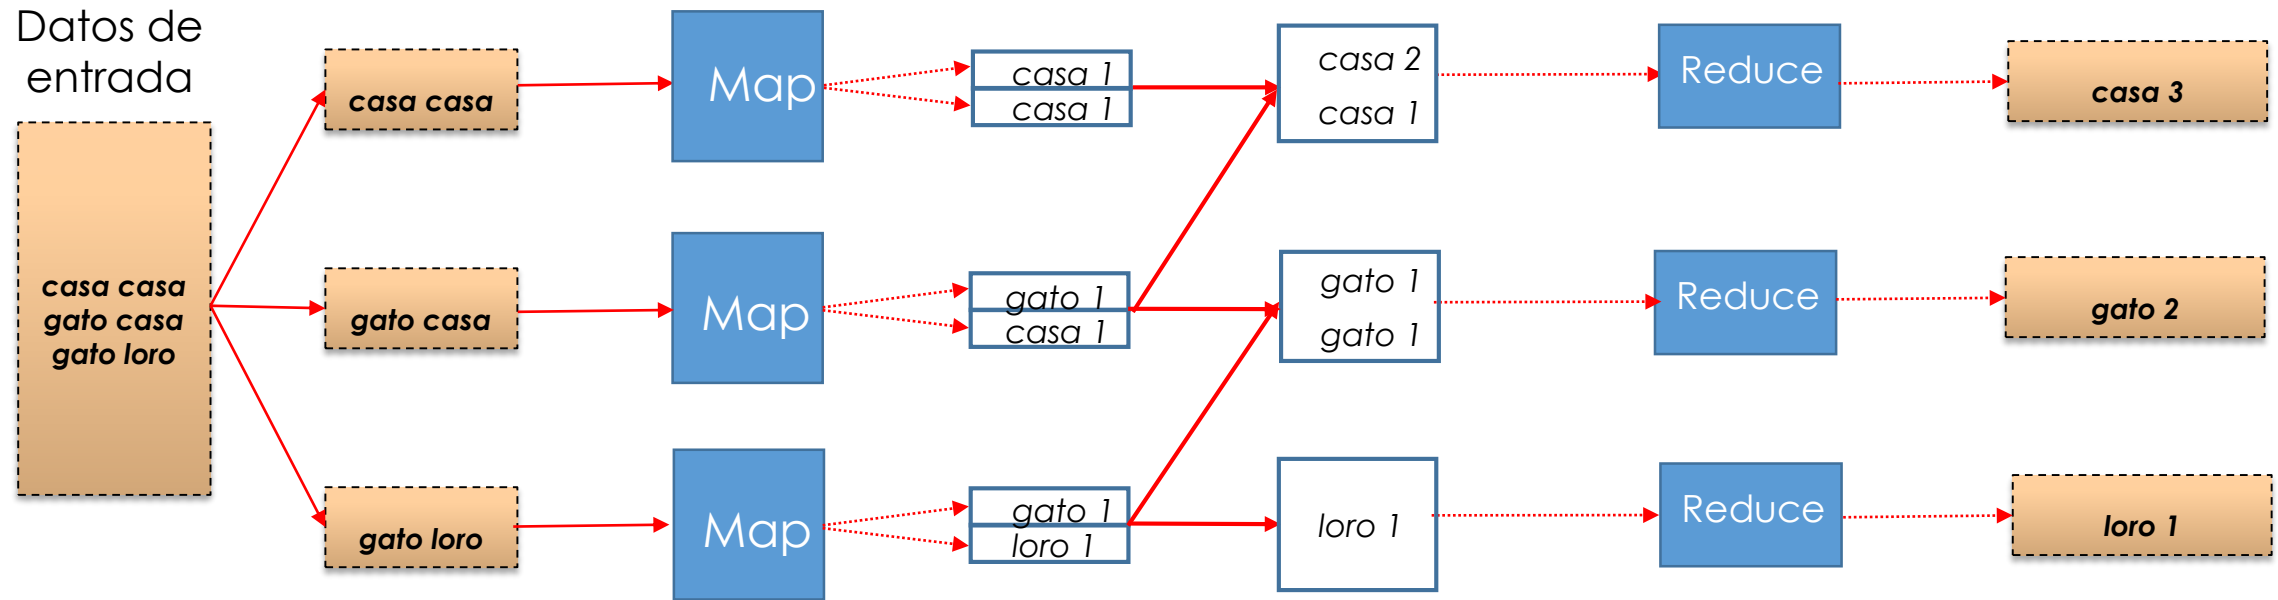 Datos de
entrada
casa casa
gato casa
gato loro
casa casa
Map
casa 1
casa 1
casa 2
casa 1
Reduce
casa 3
gato casa
Map
gato 1
casa 1
gato 1
gato 1
Reduce
gato 2
gato loro
Map
gato 1
loro 1
loro 1
Reduce
loro 1